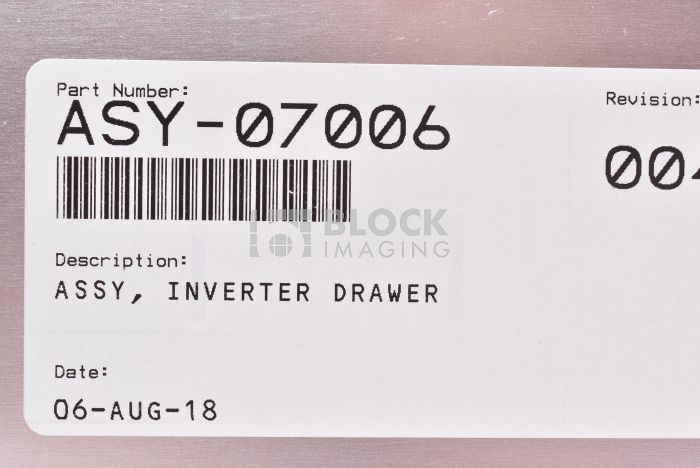 Part Number:
ASY-07006
Revision:
BLOCK
IMAGING
Description:
ASSY, INVERTER DRAWER
Date:
06-AUG-18